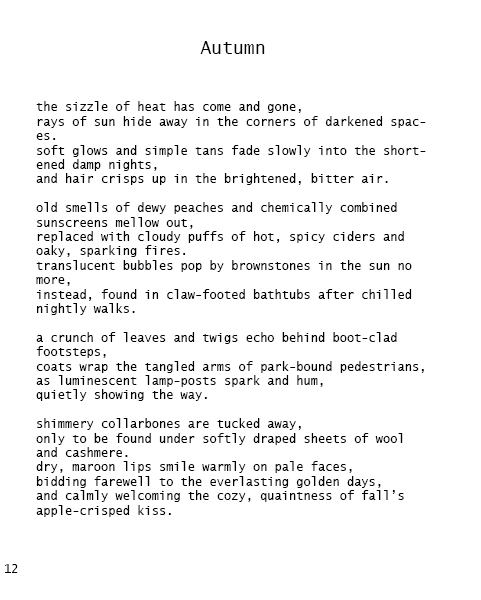 Autumn
the sizzle of heat has come and gone,
rays of sun hide away in the corners of darkened spac-
es.
soft glows and simple tans fade slowly into the short-
ened damp nights,
and hair crisps up in the brightened, bitter air.
old smells of dewy peaches and chemically combined
sunscreens mellow out,
replaced with cloudy puffs of hot, spicy ciders and
oaky, sparking fires.
translucent bubbles pop by brownstones in the sun no
more,
instead, found in claw-footed bathtubs after chilled
nightly walks.
a crunch of leaves and twigs echo behind boot-clad
footsteps,
coats wrap the tangled arms of park-bound pedestrians,
as luminescent lamp-posts spark and hum,
quietly showing the way.
shimmery collarbones are tucked away,
only to be found under softly draped sheets of wool
and cashmere.
dry, maroon lips smile warmly on pale faces,
bidding farewell to the everlasting golden days,
and calmly welcoming the cozy, quaintness of fall’s
apple-crisped kiss.
12